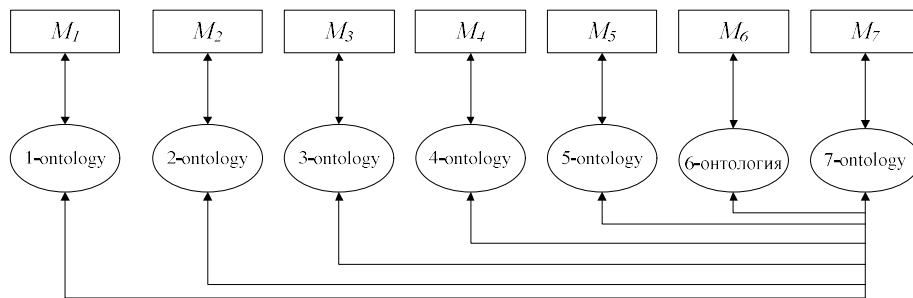 M1 M2 M3 M4 M5 M6 M7
1-ontology 2-ontology 3-ontology 4-ontology 5-ontology 6-онтология 7-ontology